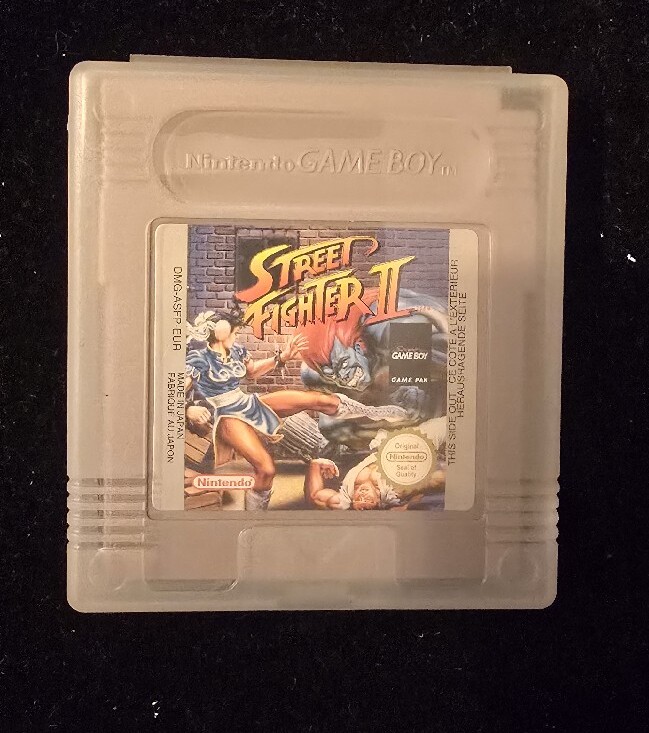 Nintendo GAME BOY TM
STREET
FIGHTER II
GAME BOY
GAME PAK
DMG-ASFP-EUR
MADE IN JAPAN
FABRIQUE AU JAPON
THIS SIDE OUT CE COTE A L'EXTERIEUR
HERAUSRAGENDE SEITE
Original
Nintendo
Seal of
Quality
Nintendo